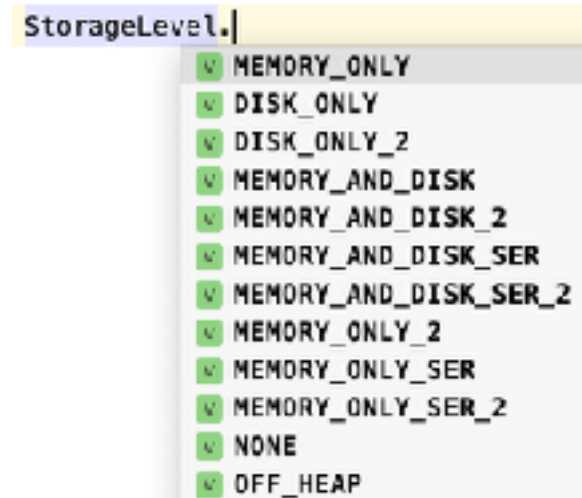 StorageLevel.
MEMORY_ONLY
DISK_ONLY
DISK_ONLY_2
MEMORY_AND_DISK
MEMORY_AND_DISK_2
MEMORY_AND_DISK_SER
MEMORY_AND_DISK_SER_2
MEMORY_ONLY_2
MEMORY_ONLY_SER
MEMORY_ONLY_SER_2
NONE
OFF_HEAP